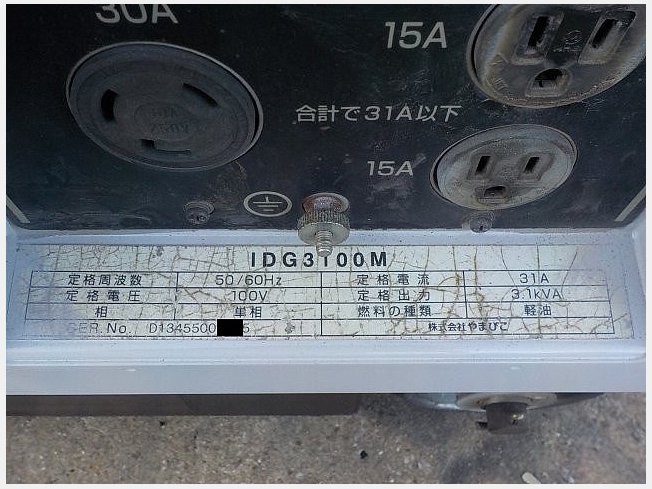 30A
15A
合計で31A以下
15A
IDG3100M
定格周波数 50/60Hz 定格電流 31A
定格電圧 100V 定格出力 3.1kVA
相 単相 燃料の種類 軽油
SER.No. D1345500 5 株式会社やまびこ